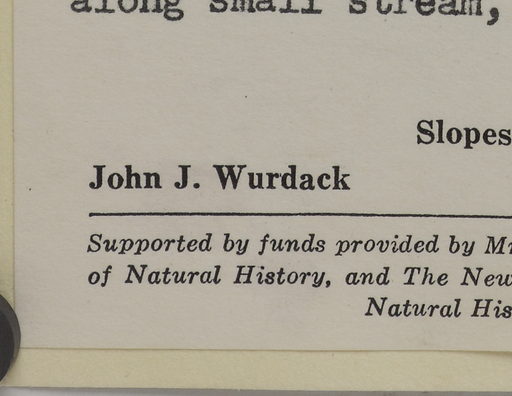 along small stream,
Slopes
John J. Wurdack
Supported by funds provided by Mr
of Natural History, and The New
Natural His